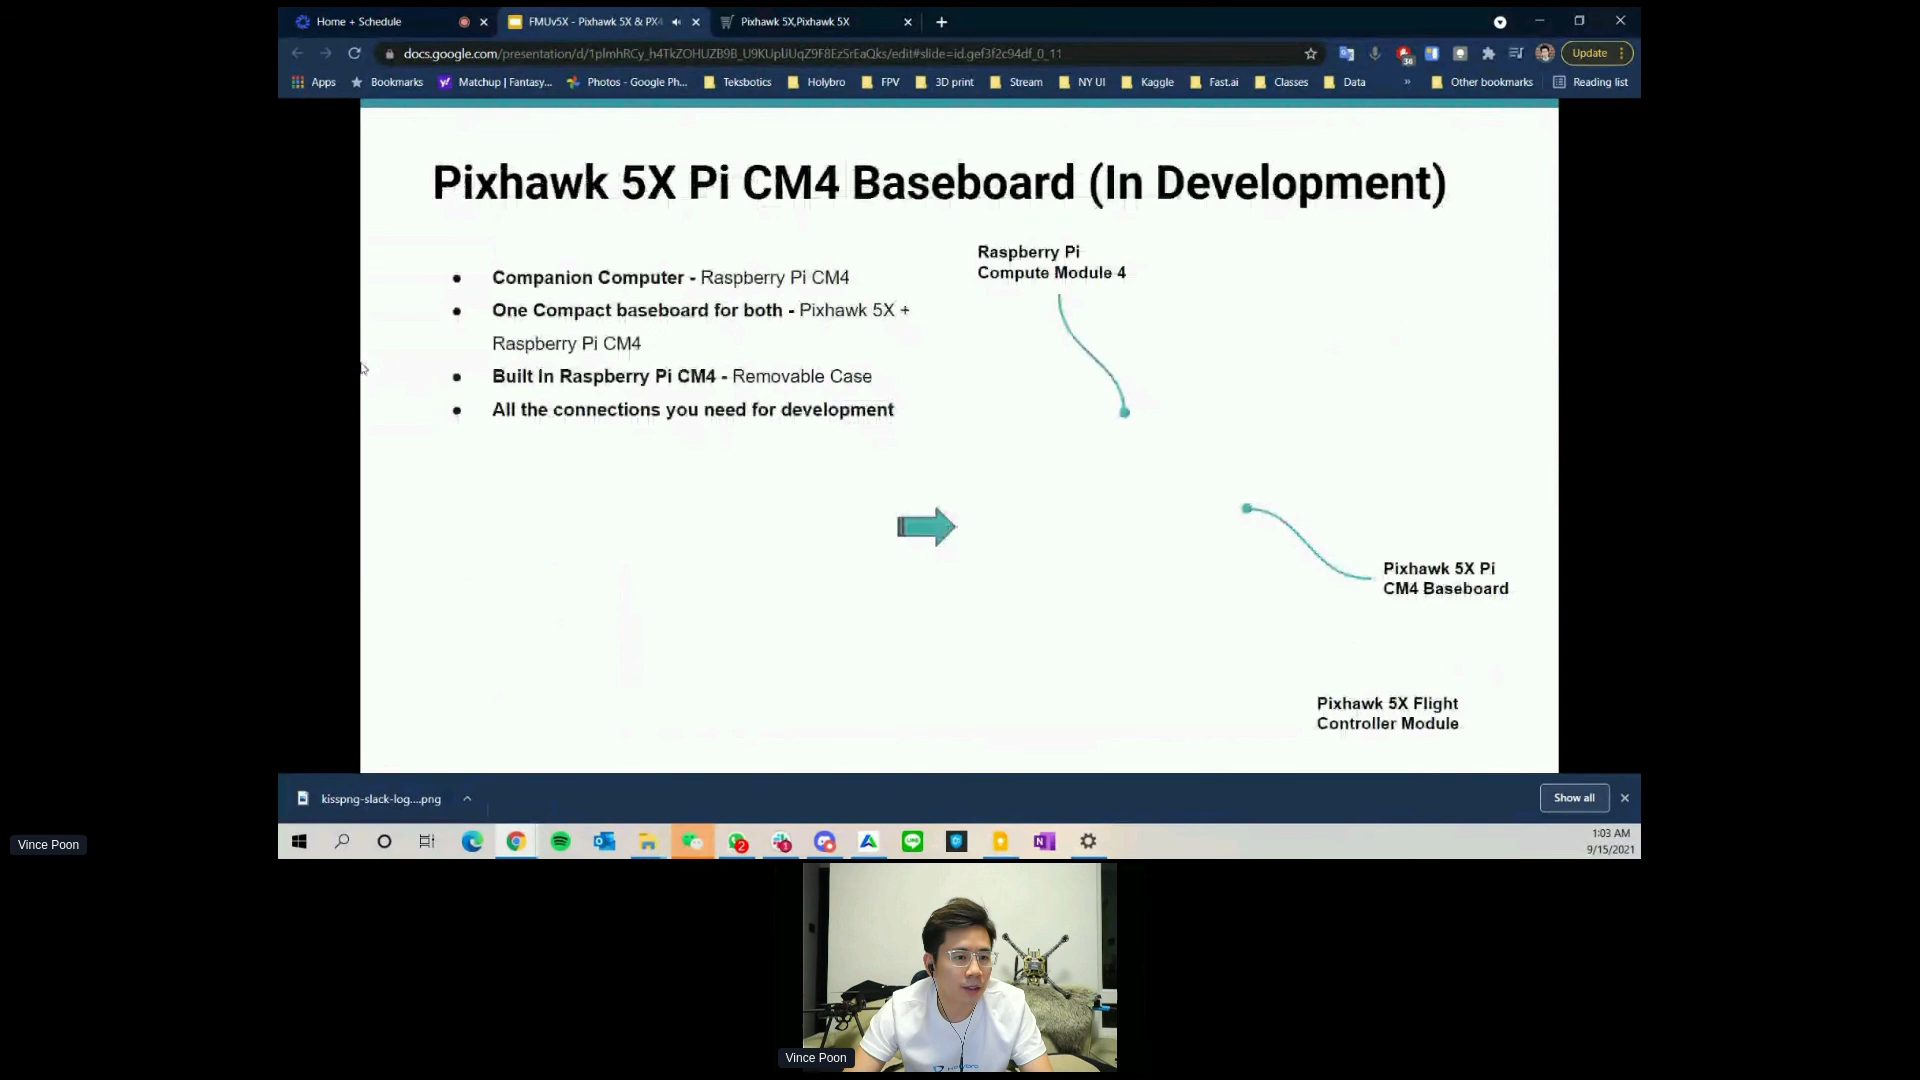 Home + Schedule
FMUv5X - Pixhawk 5X & PX4
Pixhawk 5X,Pixhawk 5X
docs.google.com/presentation/d/1plmhRCy_h4TkZOHUZB9B_U9KUplJUqZ9F8EzSrEaQks/edit#slide=id.gef3f2c94df_0_11
36
Update
Apps
Bookmarks
Matchup | Fantasy...
Photos - Google Ph...
Teksbotics
Holybro
FPV
3D print
Stream
NY UI
Kaggle
Fast.ai
Classes
Data
»
Other bookmarks
Reading list
Pixhawk 5X Pi CM4 Baseboard (In Development)
● Companion Computer - Raspberry Pi CM4
● One Compact baseboard for both - Pixhawk 5X +
Raspberry Pi CM4
● Built In Raspberry Pi CM4 - Removable Case
● All the connections you need for development
Raspberry Pi
Compute Module 4
Pixhawk 5X Pi
CM4 Baseboard
Pixhawk 5X Flight
Controller Module
kisspng-slack-log....png
Show all
2
1
1:03 AM
9/15/2021
Vince Poon
Vince Poon